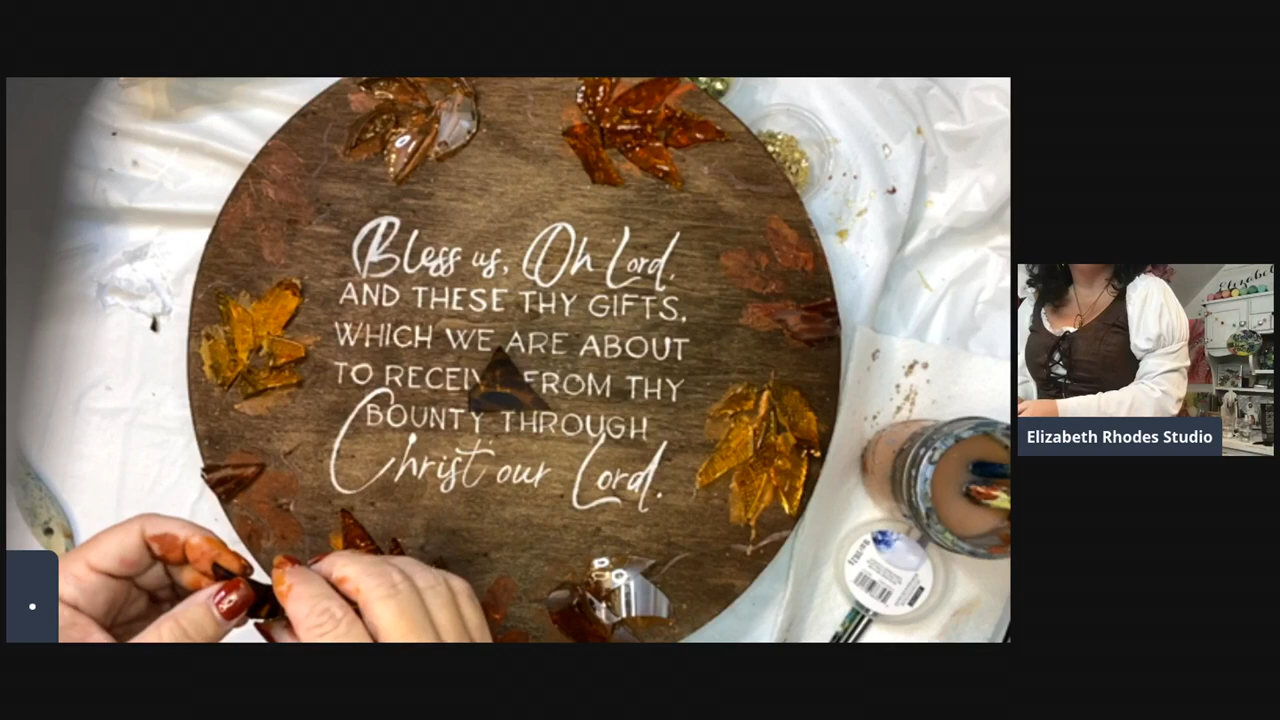 Bless us, Oh Lord,
AND THESE THY GIFTS,
WHICH WE ARE ABOUT
TO RECEIVE FROM THY
BOUNTY THROUGH
Christ our Lord.
Elizabeth Rhodes Studio